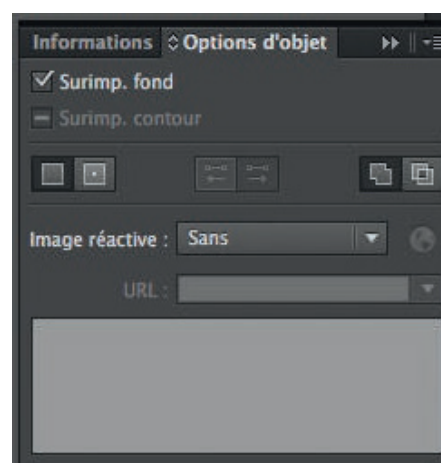 Informations Options d'objet
Surimp. fond
Surimp. contour
Image réactive : Sans
URL :